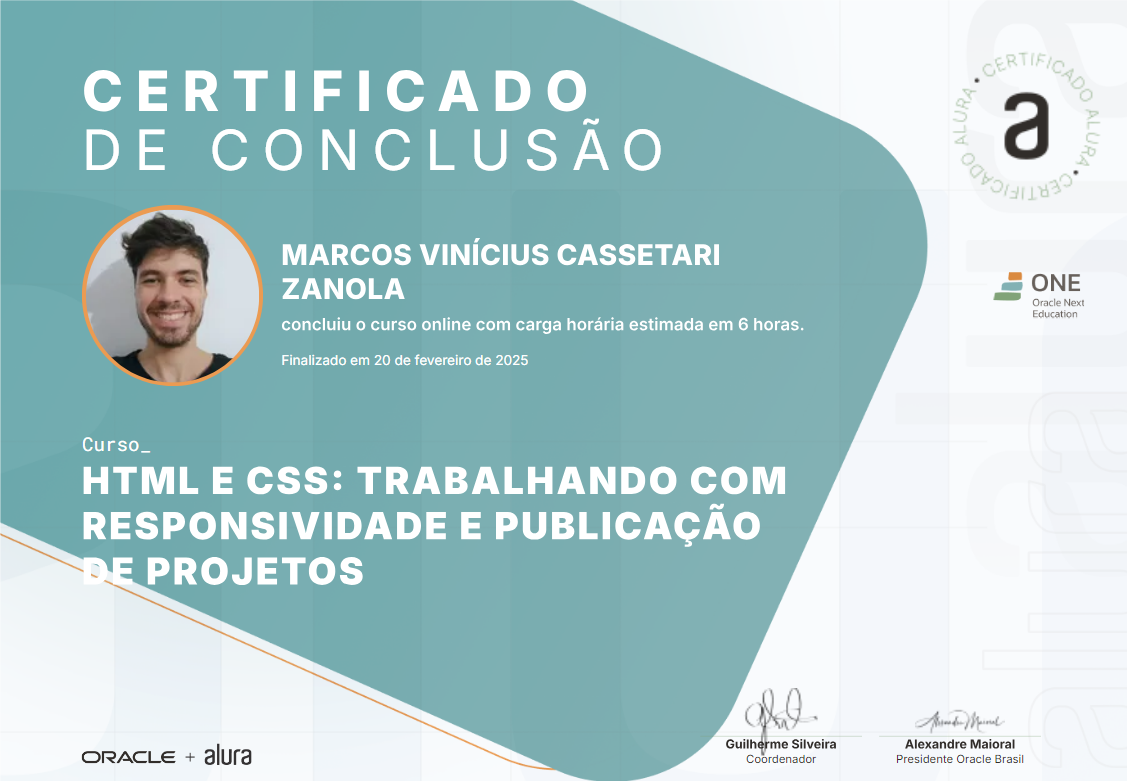 CERTIFICADO
DE CONCLUSÃO
• CERTIFICADO ALURA • CERTIFICADO ALURA
a
MARCOS VINÍCIUS CASSETARI
ZANOLA
concluiu o curso online com carga horária estimada em 6 horas.
Finalizado em 20 de fevereiro de 2025
ONE
Oracle Next
Education
Curso_
HTML E CSS: TRABALHANDO COM
RESPONSIVIDADE E PUBLICAÇÃO
DE PROJETOS
ORACLE + alura
Guilherme Silveira
Coordenador
Alexandre Maioral
Presidente Oracle Brasil